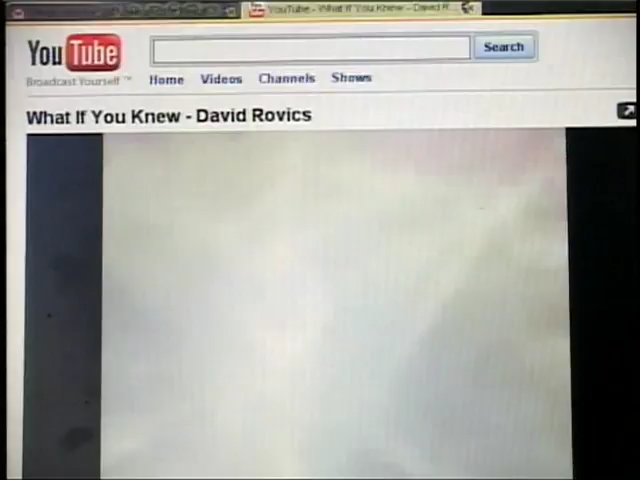 YouTube - What If You Knew - David R...
YouTube
Search
Broadcast Yourself ™
Home Videos Channels Shows
What If You Knew - David Rovics